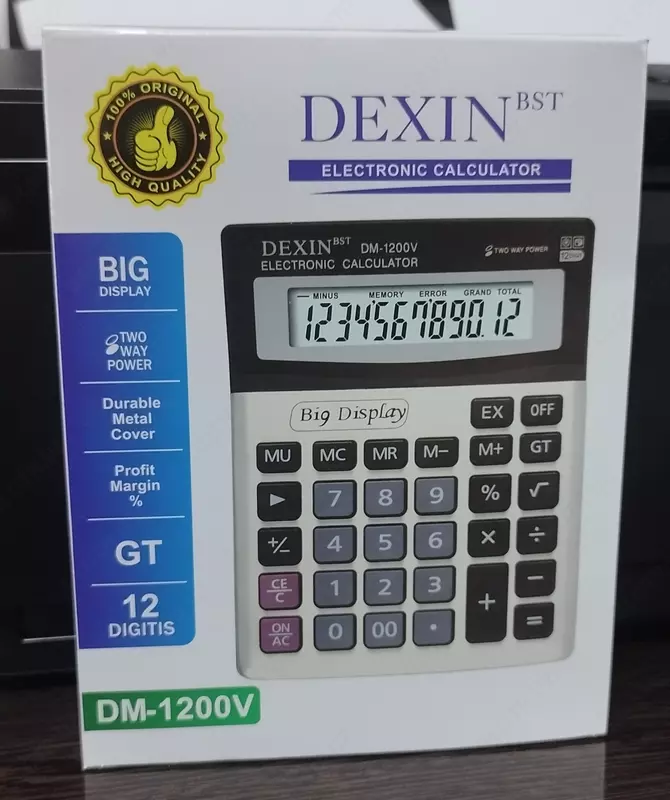 100% ORIGINAL
HIGH QUALITY
DEXIN BST
ELECTRONIC CALCULATOR
BIG
DISPLAY
TWO
WAY
POWER
Durable
Metal
Cover
Profit
Margin
%
GT
12
DIGITIS
DM-1200V
DEXIN BST DM-1200V
ELECTRONIC CALCULATOR
TWO WAY POWER
MINUS MEMORY ERROR GRAND TOTAL
1234567890.12
Big Display
EX OFF
MU MC MR M- M+ GT
► 7 8 9 % √
+/- 4 5 6 × ÷
CE/C 1 2 3 + -
ON/AC 0 00 • =